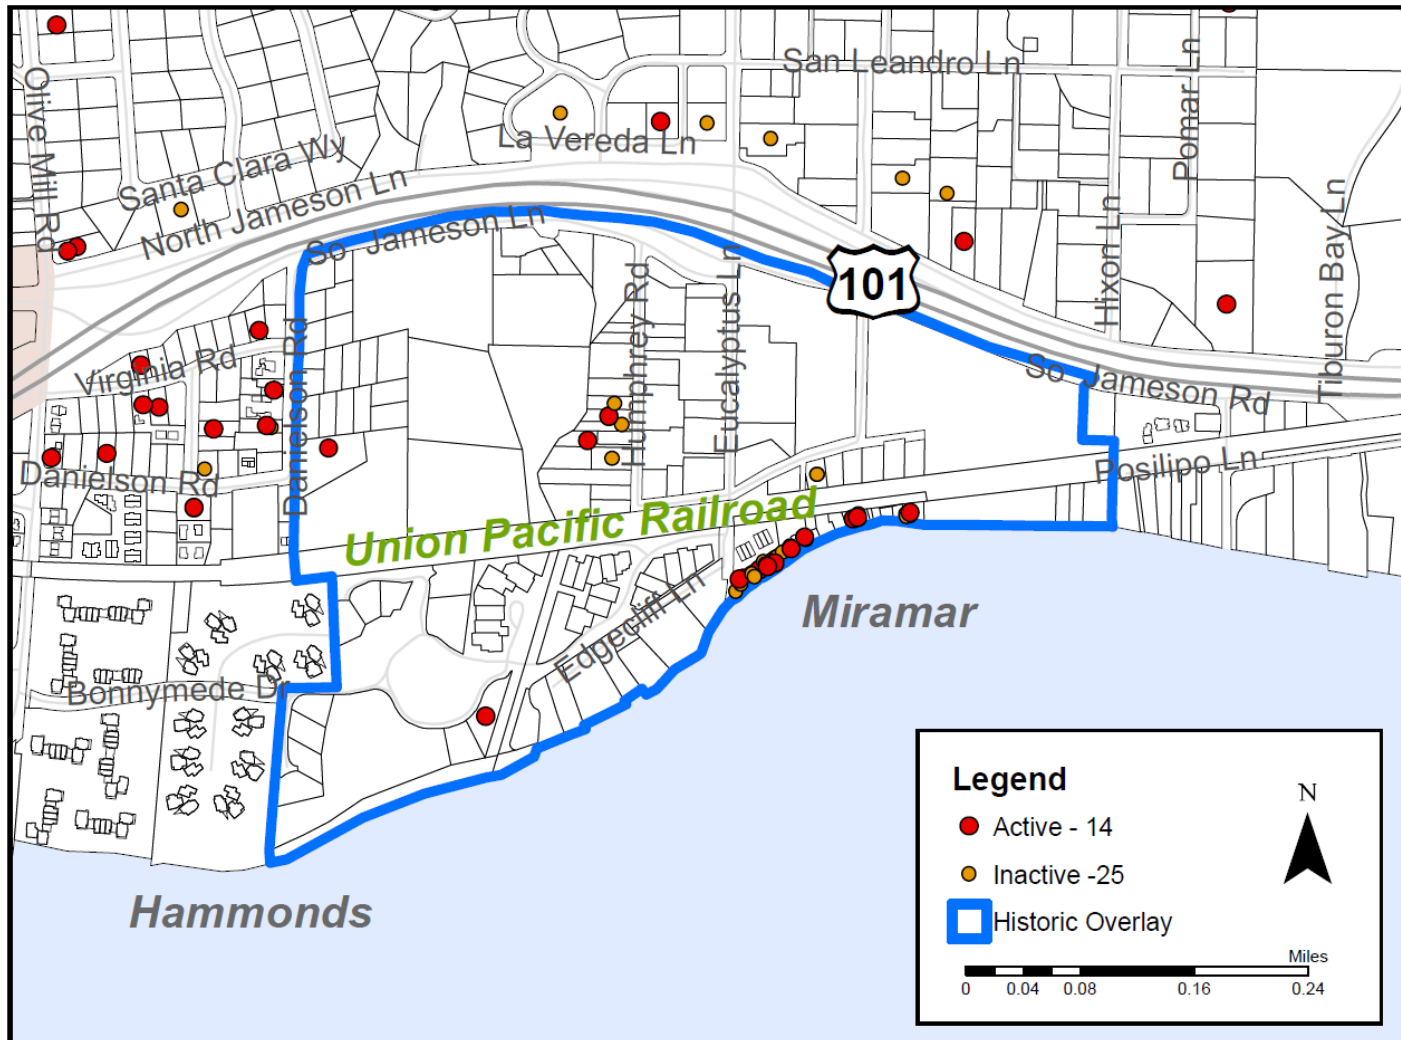 San Leandro Ln
Pomar Ln
Olive Mill Rd
La Vereda Ln
Santa Clara Wy
North Jameson Ln
So Jameson Ln
Hixon Ln
Tiburon Bay Ln
Humphrey Rd
Eucalyptus Ln
101
Virginia Rd
Danielson Rd
So Jameson Rd
Danielson Rd
Posilipo Ln
Union Pacific Railroad
Edgecliff Ln
Miramar
Bonnymede Dr
Hammonds
Legend
N
Active - 14
Inactive -25
Historic Overlay
Miles
0 0.04 0.08 0.16 0.24